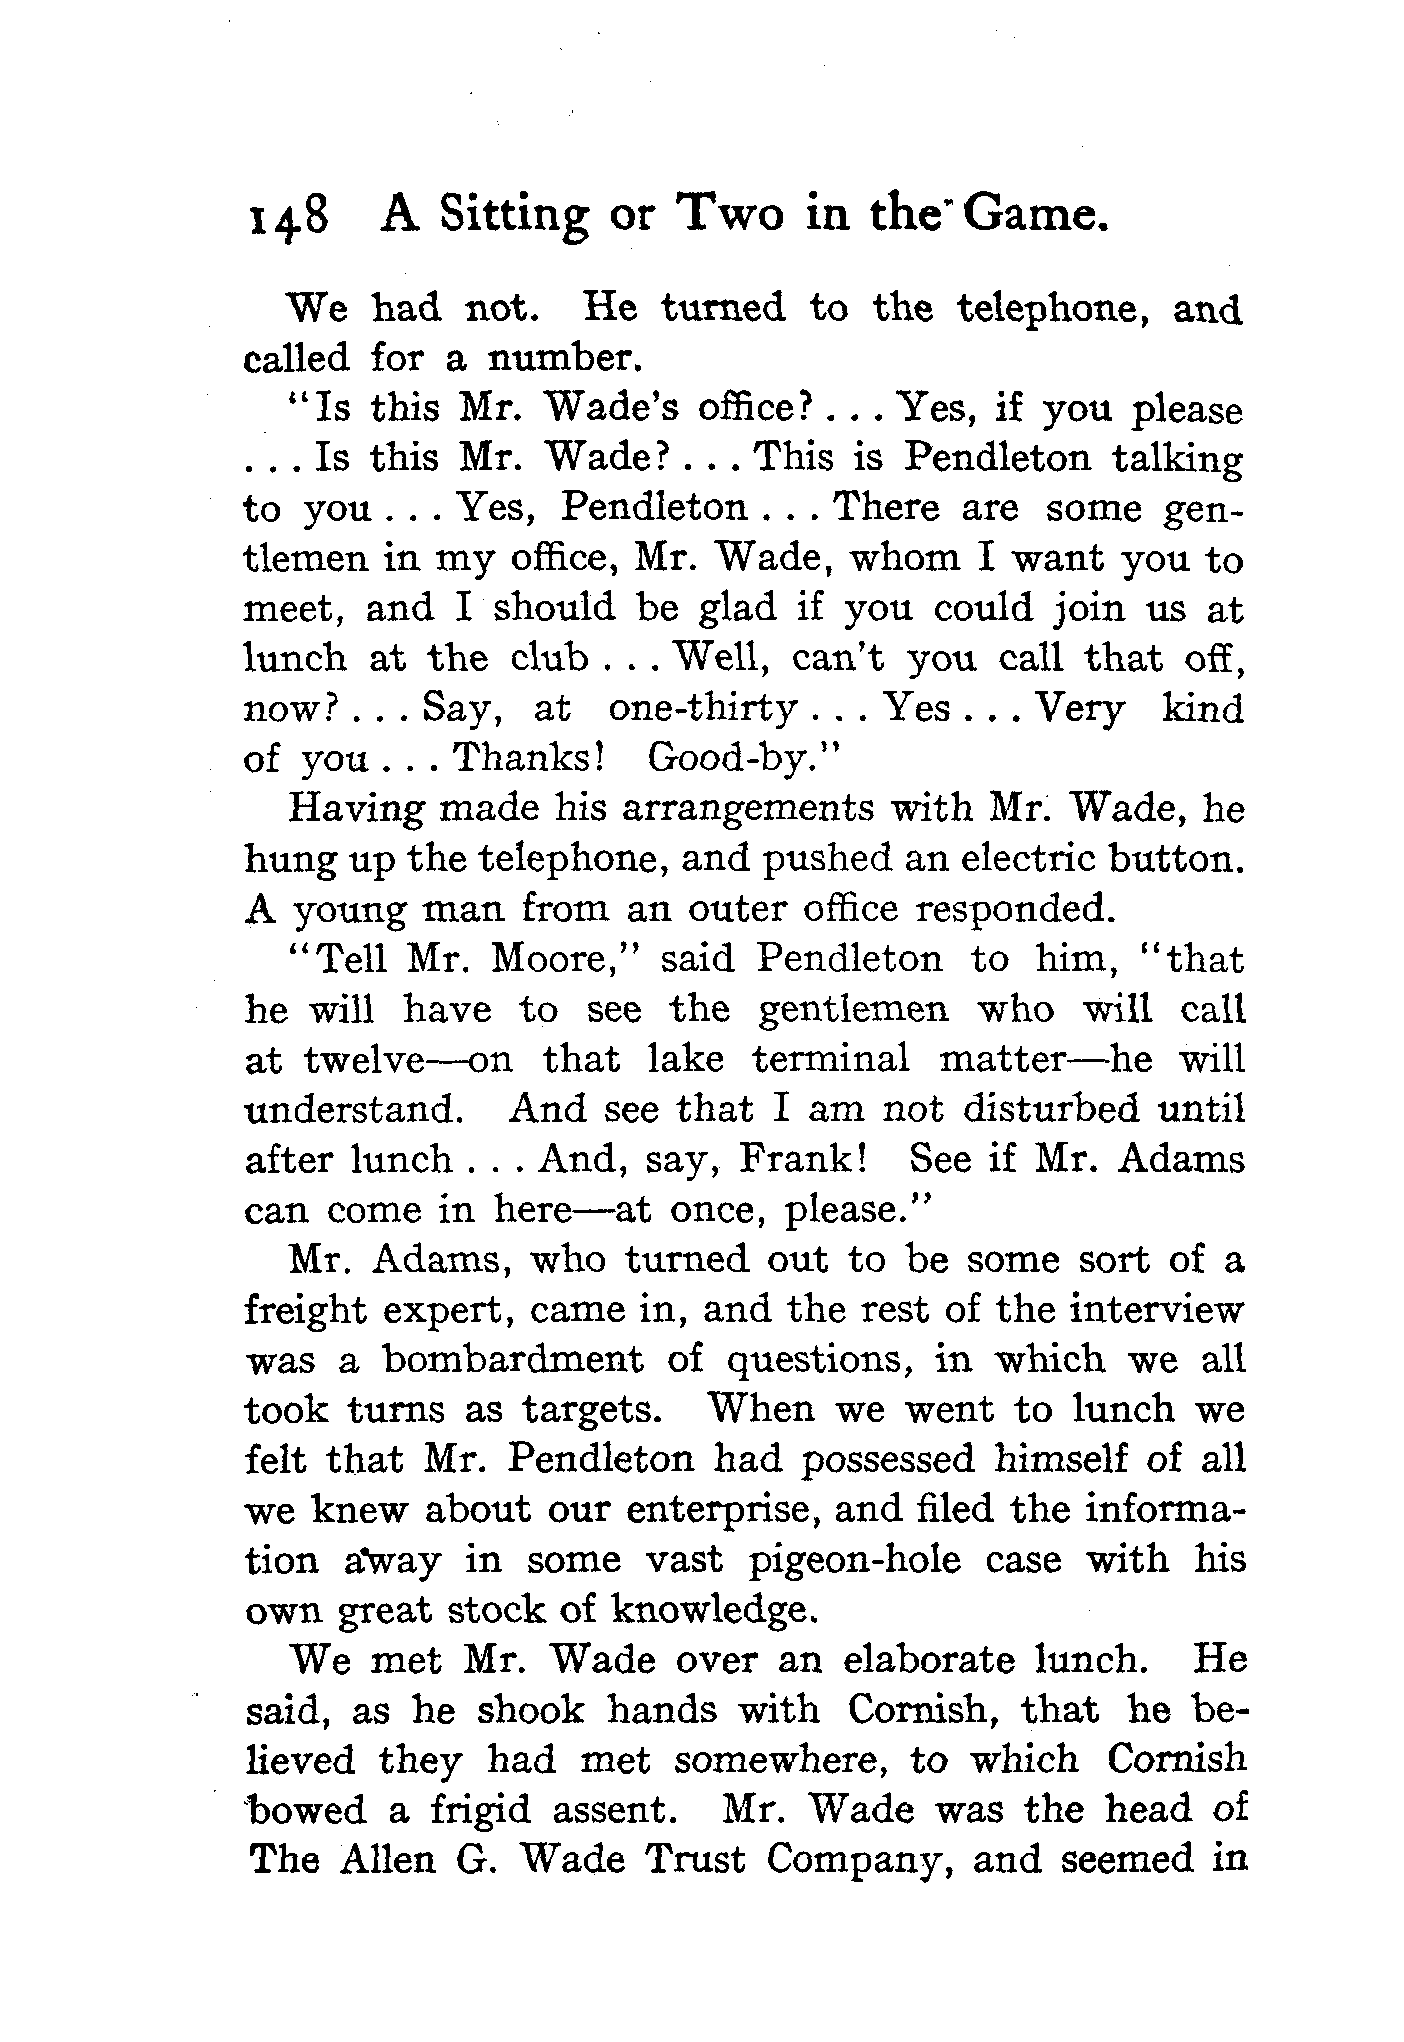 148 A Sitting or Two in the Game.
We had not. He turned to the telephone, and
called for a number.
“Is this Mr. Wade's office? . . . Yes, if you please
. . . Is this Mr. Wade? . . . This is Pendleton talking
to you . . . Yes, Pendleton . . . There are some gen-
tlemen in my office, Mr. Wade, whom I want you to
meet, and I should be glad if you could join us at
lunch at the club . . . Well, can't you call that off,
now? . . . Say, at one-thirty . . . Yes . . . Very kind
of you . . . Thanks! Good-by.”
Having made his arrangements with Mr. Wade, he
hung up the telephone, and pushed an electric button.
A young man from an outer office responded.
“Tell Mr. Moore,” said Pendleton to him, “that
he will have to see the gentlemen who will call
at twelve—on that lake terminal matter—he will
understand. And see that I am not disturbed until
after lunch . . . And, say, Frank! See if Mr. Adams
can come in here—at once, please.”
Mr. Adams, who turned out to be some sort of a
freight expert, came in, and the rest of the interview
was a bombardment of questions, in which we all
took turns as targets. When we went to lunch we
felt that Mr. Pendleton had possessed himself of all
we knew about our enterprise, and filed the informa-
tion away in some vast pigeon-hole case with his
own great stock of knowledge.
We met Mr. Wade over an elaborate lunch. He
said, as he shook hands with Cornish, that he be-
lieved they had met somewhere, to which Cornish
bowed a frigid assent. Mr. Wade was the head of
The Allen G. Wade Trust Company, and seemed in